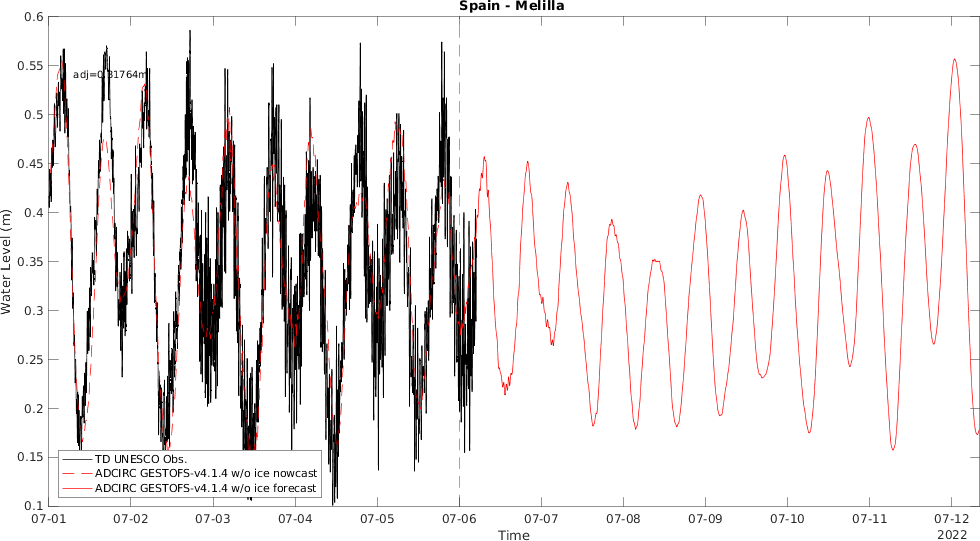 Spain - Melilla
0.6
0.55
adj=0.31764m
0.5
0.45
0.4
0.35
0.3
0.25
0.2
0.15
0.1
Water Level (m)
TD UNESCO Obs.
ADCIRC GESTOFS-v4.1.4 w/o ice nowcast
ADCIRC GESTOFS-v4.1.4 w/o ice forecast
07-01 07-02 07-03 07-04 07-05 07-06 07-07 07-08 07-09 07-10 07-11 07-12
Time 2022